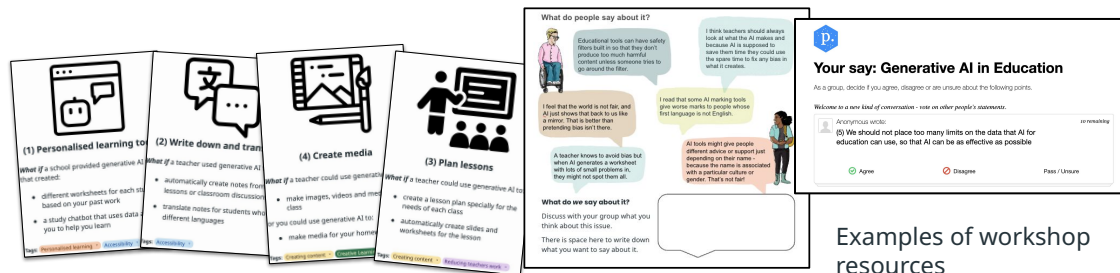 (1) Personalised learning to
What if a school provided generative AI
that created:
different worksheets for each stu
based on your past work
a study chatbot that uses data a
you to help you learn
Tags: Personalised learning Accessibility
(2) Write down and tran
What if a teacher used generative AI
automatically create notes from
lessons or classroom discussion
translate notes for students who
different languages
Tags: Accessibility
(4) Create media
What if a teacher could use generati
make images, videos and me
class
or you could use generative AI to:
make media for your home
Tags: Creating content Creative Learni
(3) Plan lessons
What if a teacher could use generative AI to
create a lesson plan specially for the
needs of each class
automatically create slides and
worksheets for the lesson
Tags: Creating content Reducing teachers work
What do people say about it?
Educational tools can have safety
filters built in so that they don't
produce too much harmful
content unless someone tries to
go around the filter.
I think teachers should always
look at what the AI makes and
because AI is supposed to
save them time they could use
the spare time to fix any bias in
what it creates.
I feel that the world is not fair, and
AI just shows that back to us like
a mirror. That is better than
pretending bias isn't there.
I read that some AI marking tools
give worse marks to people whose
first language is not English.
A teacher knows to avoid bias but
when AI generates a worksheet
with lots of small problems in,
they might not spot them all.
AI tools might give people
different advice or support just
depending on their name -
because the name is associated
with a particular culture or
gender. That's not fair!
What do we say about it?
Discuss with your group what you
think about this issue.
There is space here to write down
what you want to say about it.
p.
Your say: Generative AI in Education
As a group, decide if you agree, disagree or are unsure about the following points.
Welcome to a new kind of conversation - vote on other people's statements.
Anonymous wrote:
10 remaining
(5) We should not place too many limits on the data that AI for
education can use, so that AI can be as effective as possible
Agree
Disagree
Pass / Unsure
Examples of workshop
resources